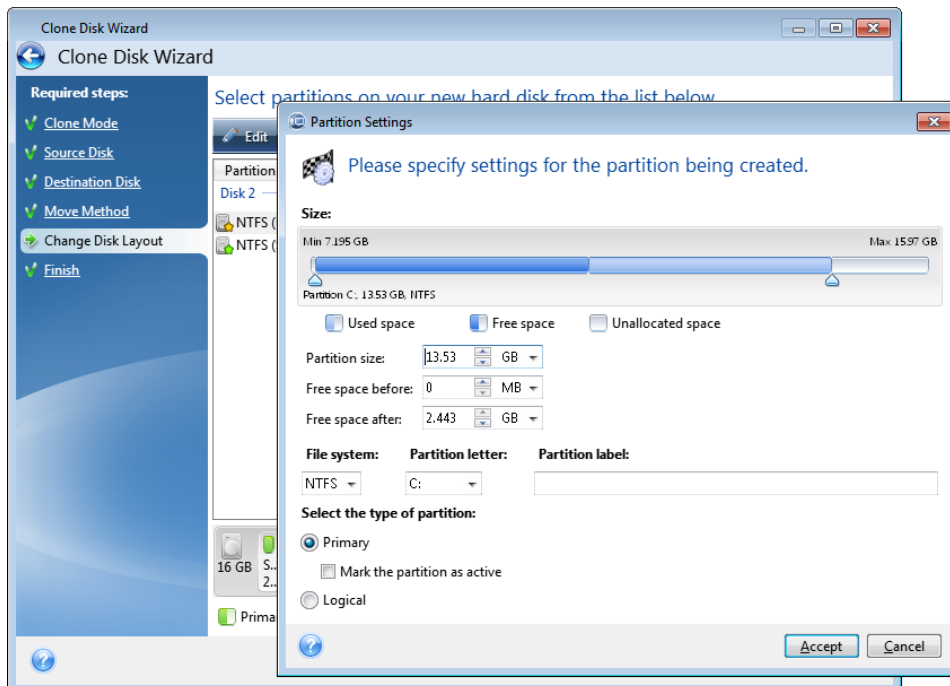 Clone Disk Wizard
Clone Disk Wizard
Required steps:
Clone Mode
Source Disk
Destination Disk
Move Method
Change Disk Layout
Finish
Select partitions on your new hard disk from the list below
Edit
Partition
Disk 2
NTFS (
NTFS (
16 GB S..
2..
Prima
Partition Settings
Please specify settings for the partition being created.
Size:
Min 7.195 GB Max 15.97 GB
Partition C:, 13.53 GB, NTFS
Used space Free space Unallocated space
Partition size: 13.53 GB
Free space before: 0 MB
Free space after: 2.443 GB
File system: Partition letter: Partition label:
NTFS C:
Select the type of partition:
Primary
Mark the partition as active
Logical
Accept Cancel